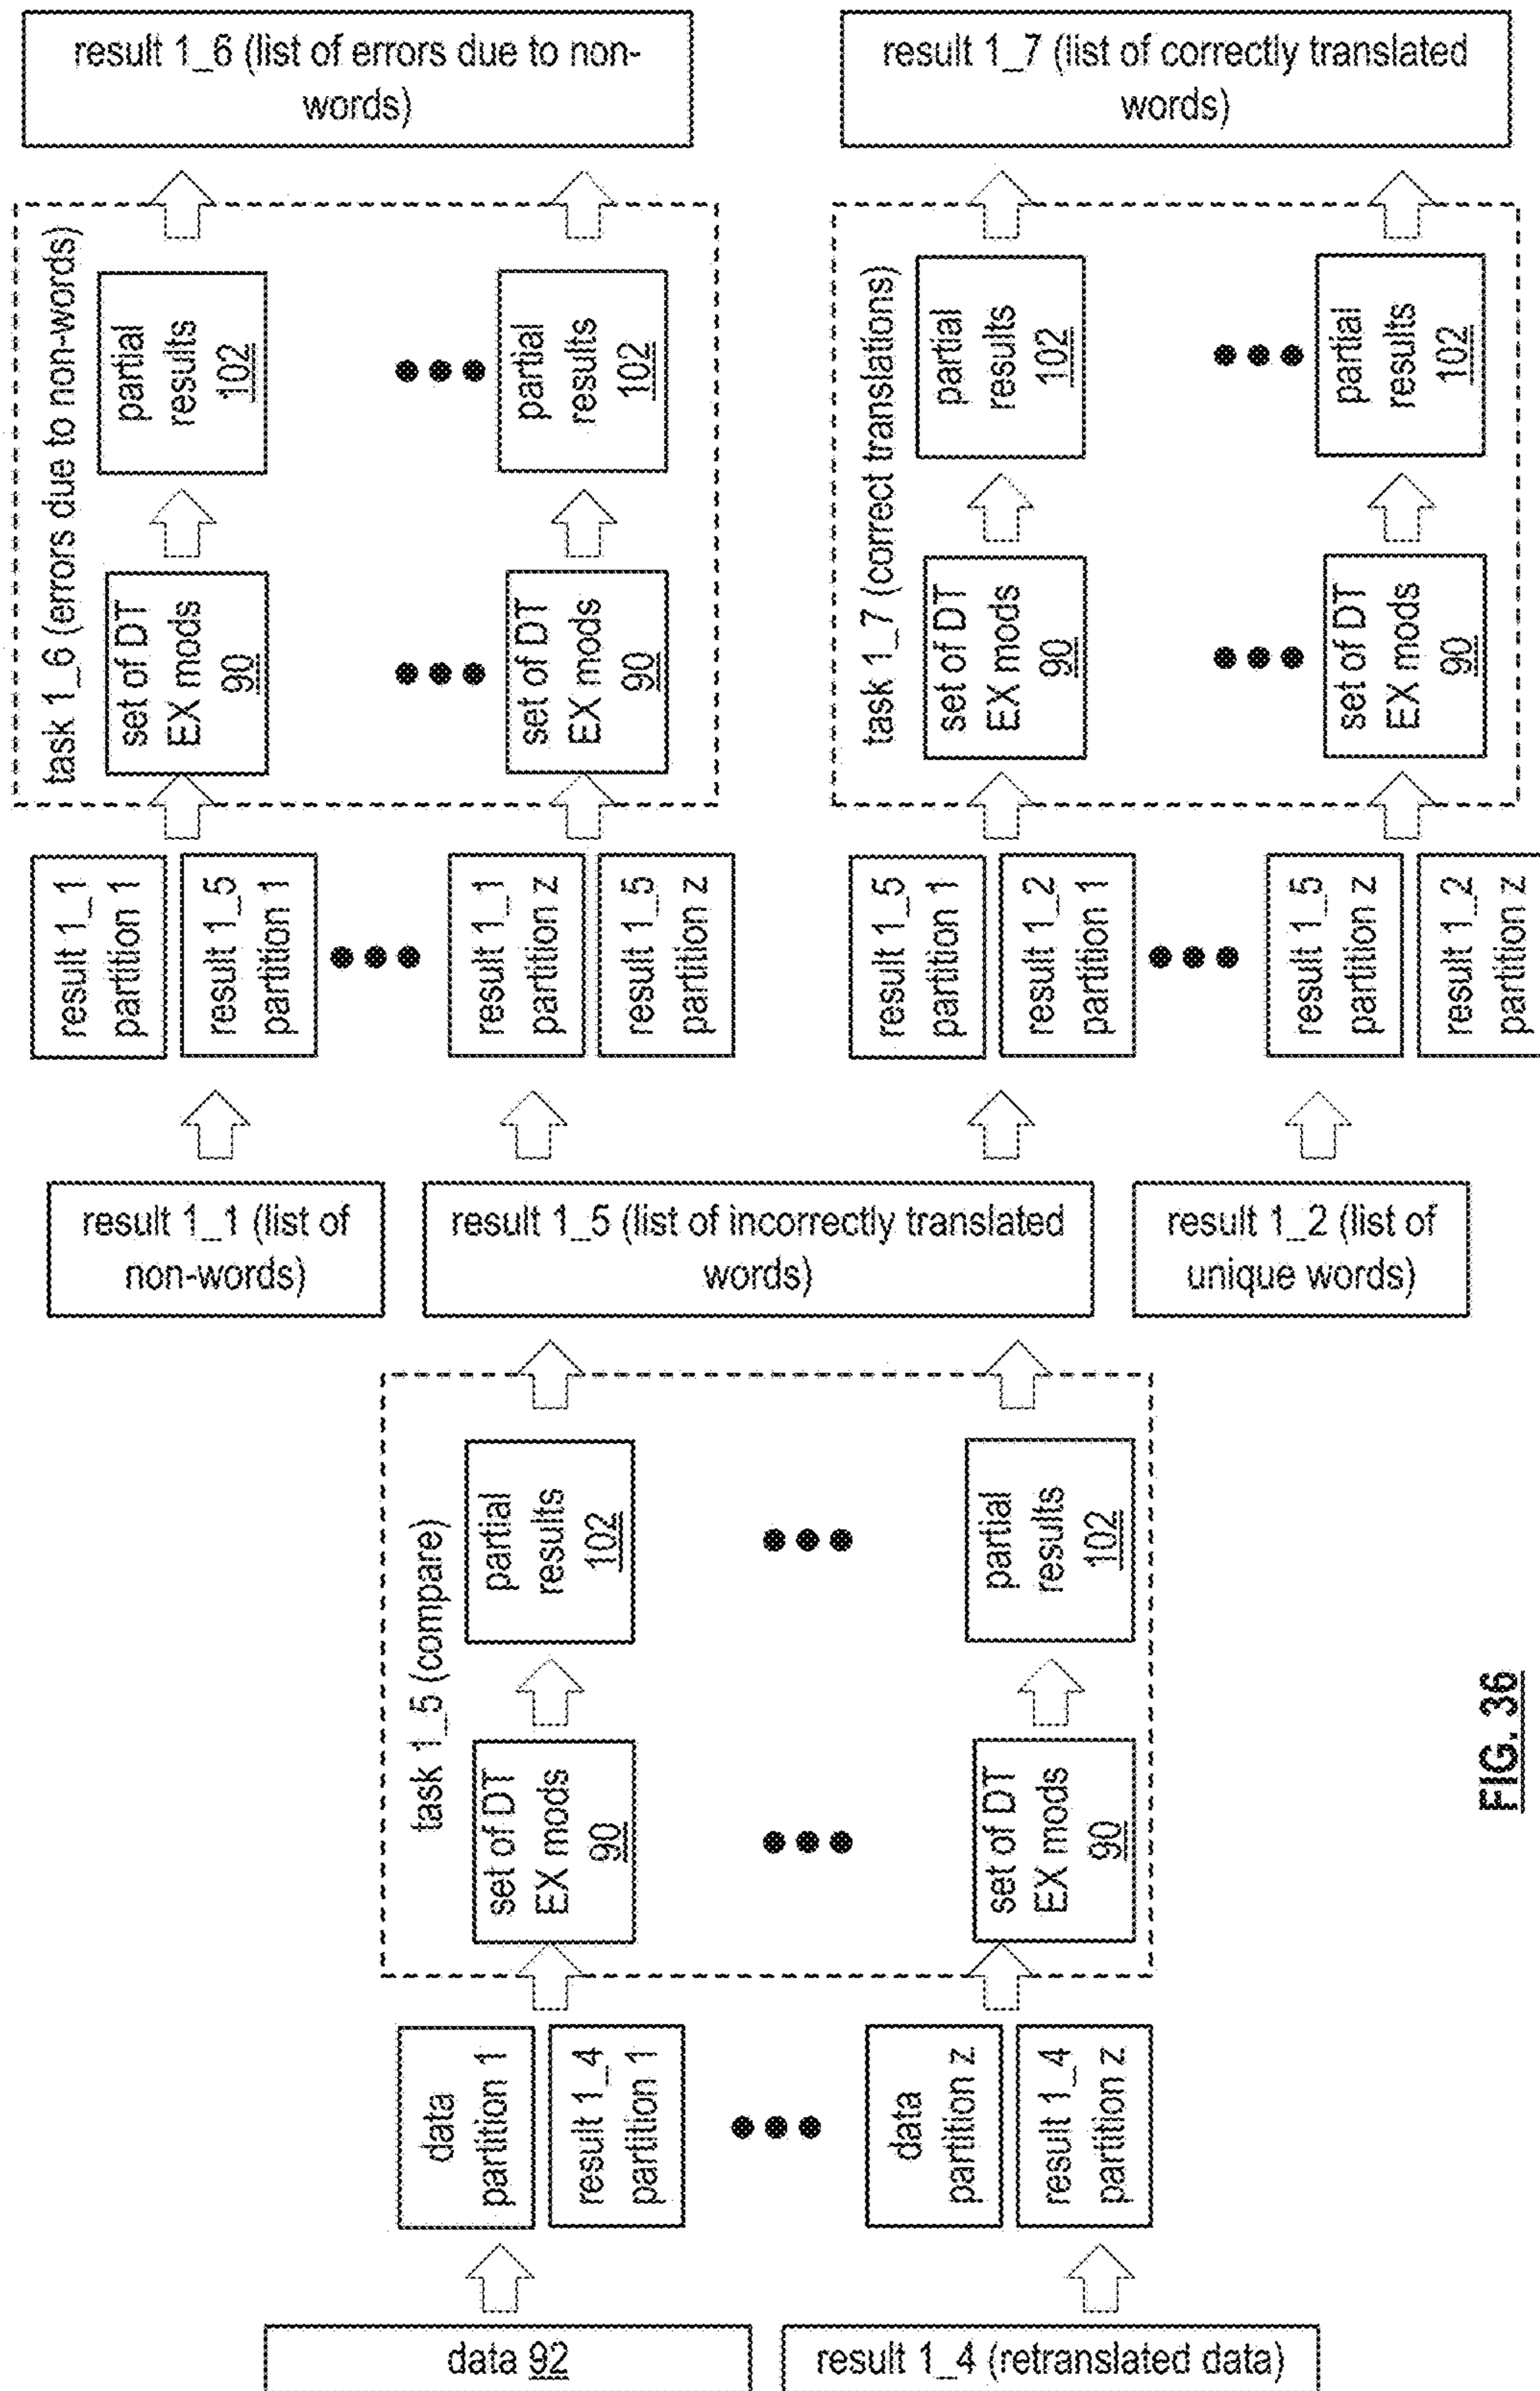 data 92
result 1_4 (retranslated data)
data
partition 1
result 1_4
partition 1
data
partition z
result 1_4
partition z
task 1_5 (compare)
set of DT
EX mods
90
partial
results
102
set of DT
EX mods
90
partial
results
102
result 1_1 (list of
non-words)
result 1_5 (list of incorrectly translated
words)
result 1_2 (list of
unique words)
result 1_1
partition 1
result 1_5
partition 1
result 1_1
partition z
result 1_5
partition z
task 1_6 (errors due to non-words)
set of DT
EX mods
90
partial
results
102
set of DT
EX mods
90
partial
results
102
result 1_6 (list of errors due to non-
words)
result 1_5
partition 1
result 1_2
partition 1
result 1_5
partition z
result 1_2
partition z
task 1_7 (correct translations)
set of DT
EX mods
90
partial
results
102
set of DT
EX mods
90
partial
results
102
result 1_7 (list of correctly translated
words)
FIG. 36